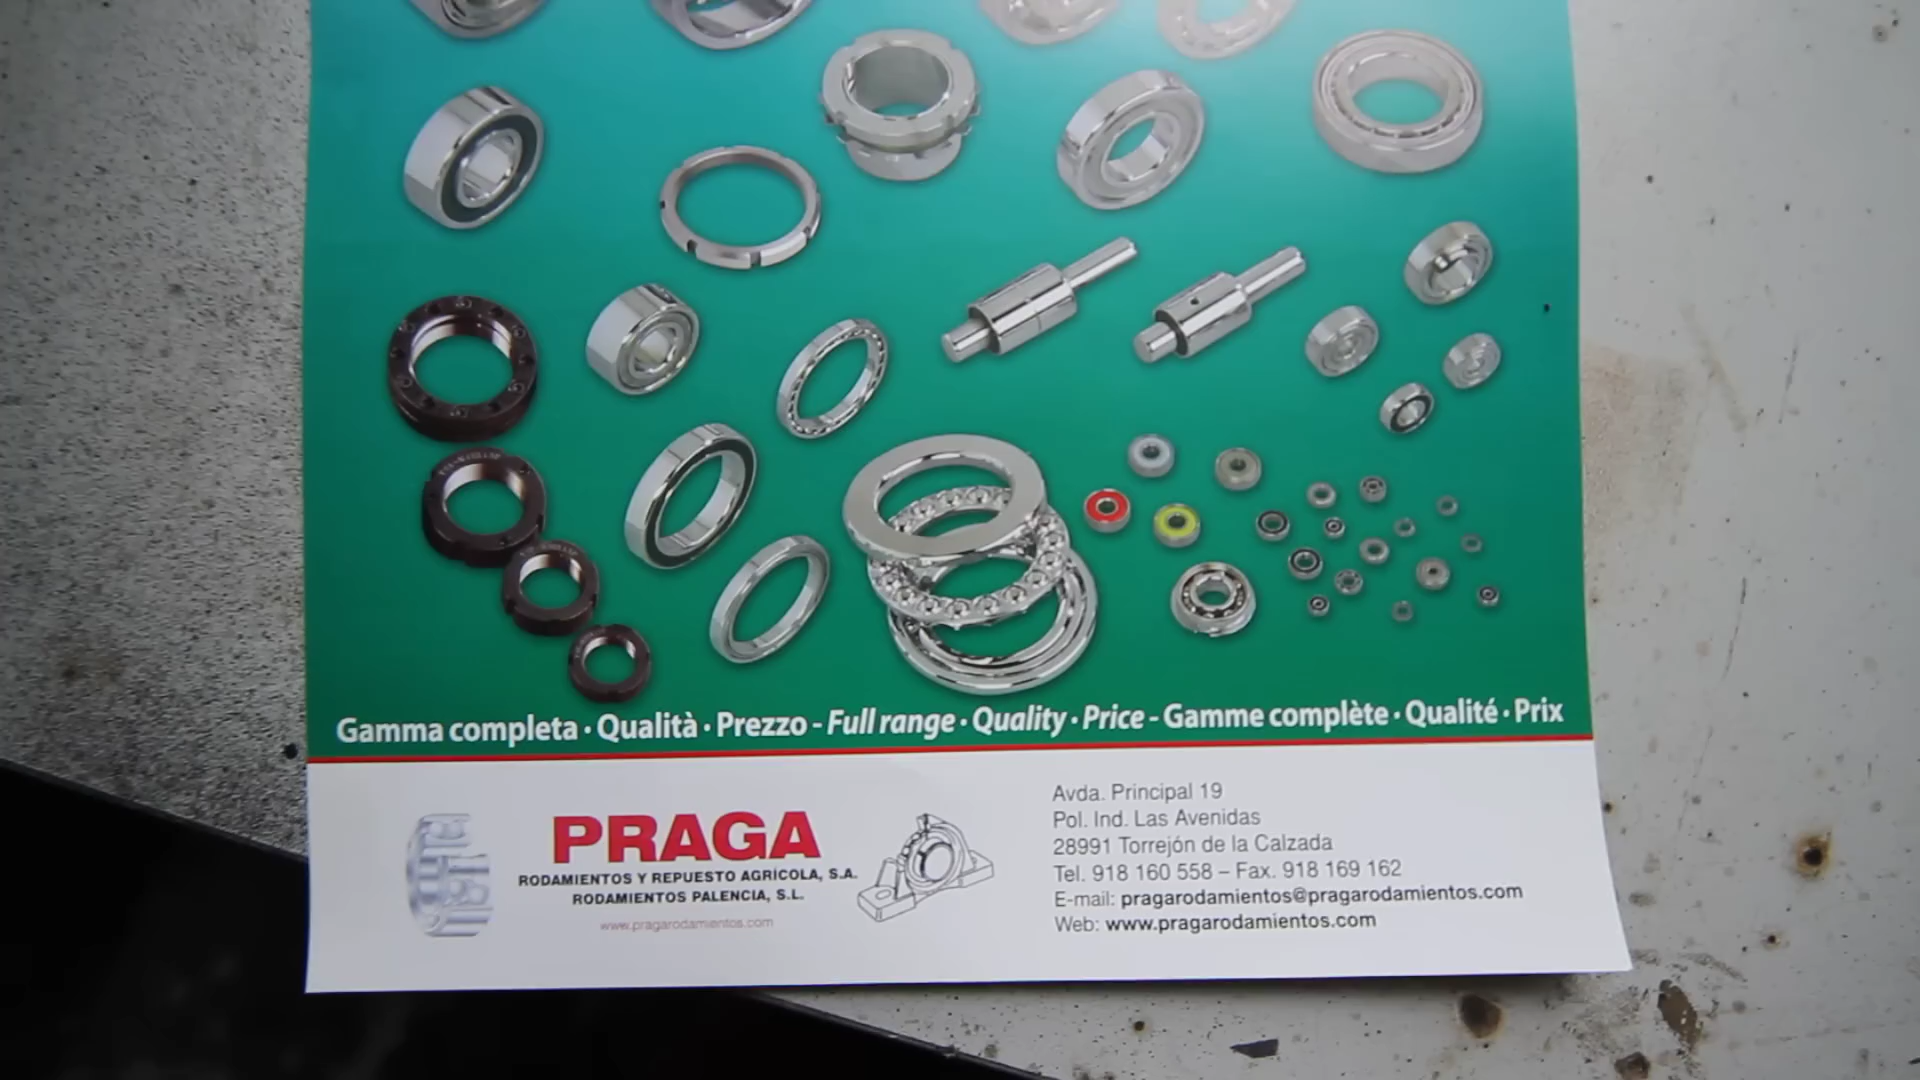 Gamma completa · Qualità · Prezzo - Full range · Quality · Price - Gamme complète · Qualité · Prix
PRAGA
RODAMIENTOS Y REPUESTO AGRÍCOLA, S.A.
RODAMIENTOS PALENCIA, S.L.
www.pragarodamientos.com
Avda. Principal 19
Pol. Ind. Las Avenidas
28991 Torrejón de la Calzada
Tel. 918 160 558 – Fax. 918 169 162
E-mail: pragarodamientos@pragarodamientos.com
Web: www.pragarodamientos.com